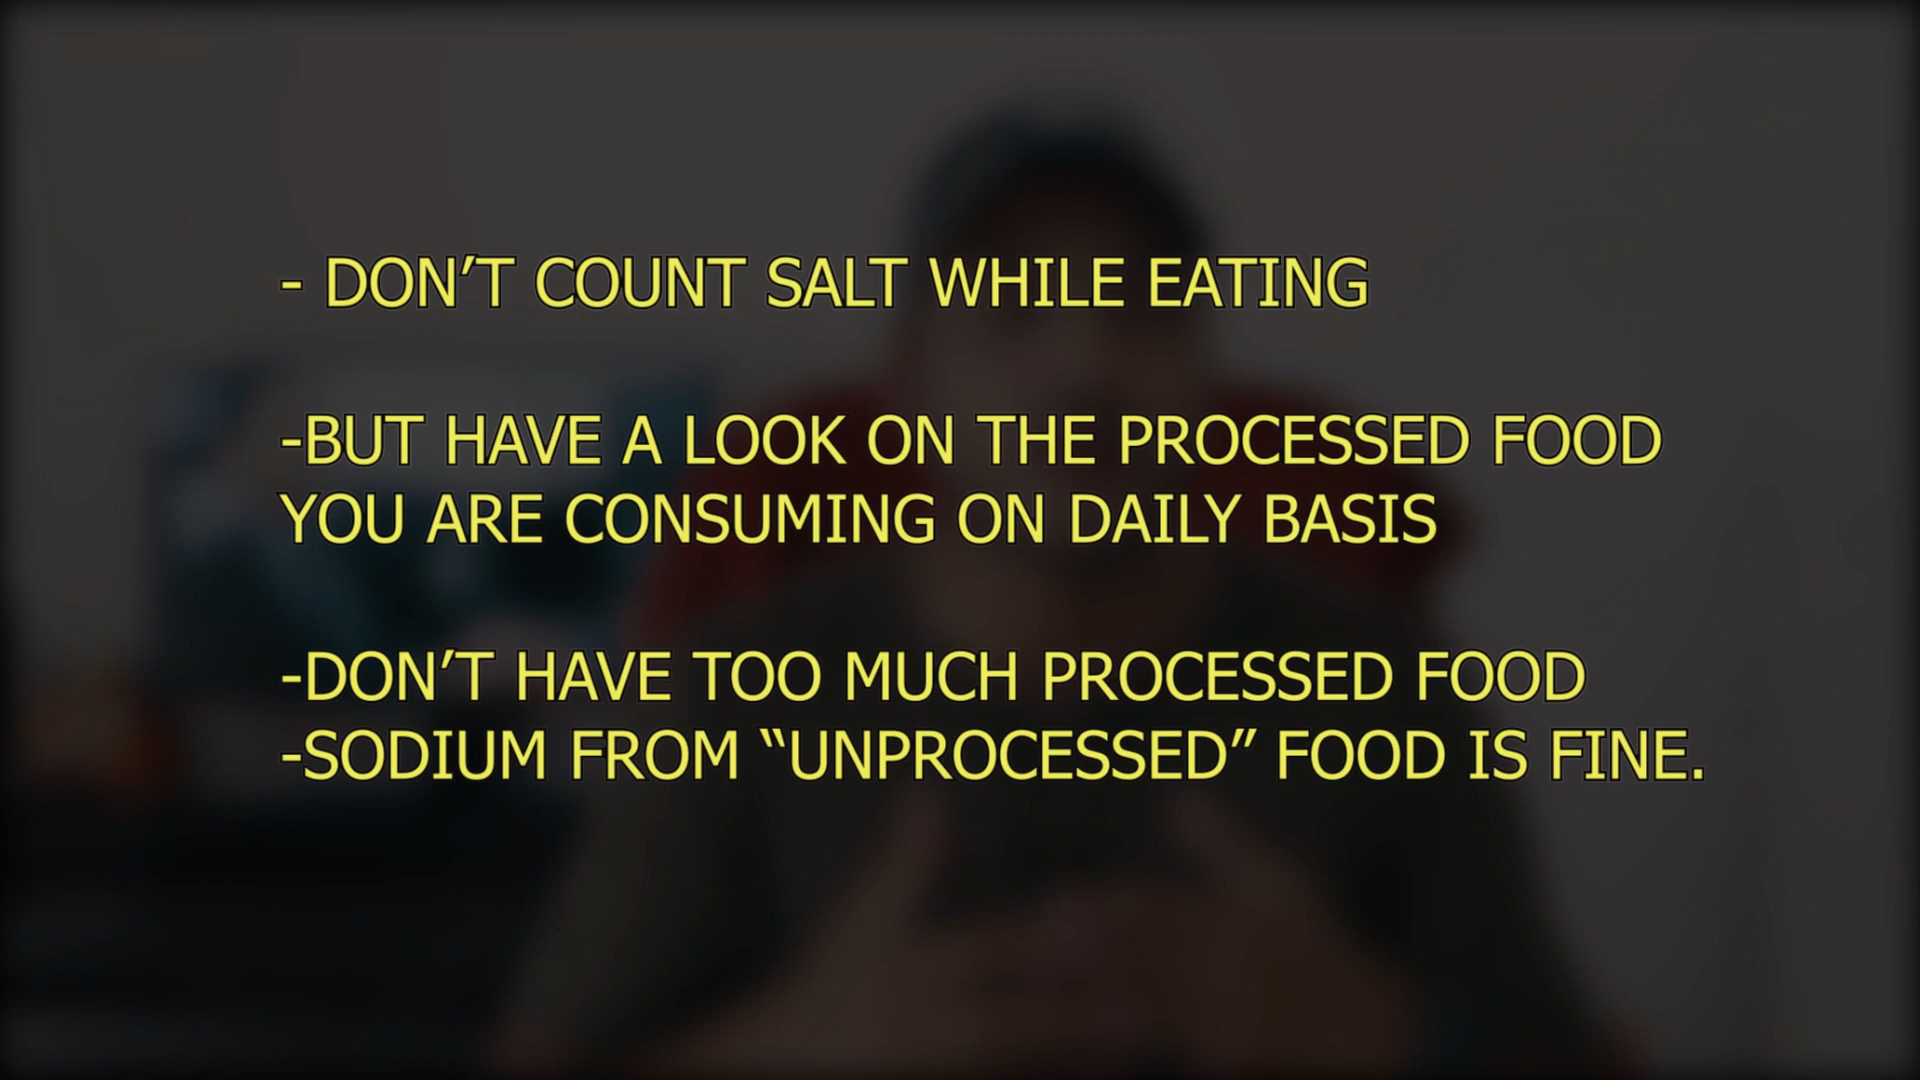 - DON'T COUNT SALT WHILE EATING
-BUT HAVE A LOOK ON THE PROCESSED FOOD
YOU ARE CONSUMING ON DAILY BASIS
-DON'T HAVE TOO MUCH PROCESSED FOOD
-SODIUM FROM “UNPROCESSED” FOOD IS FINE.